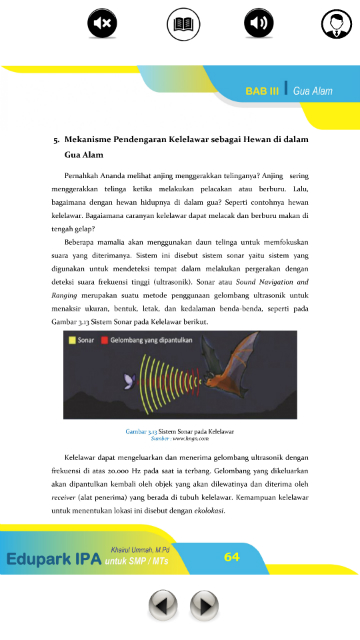 BAB III Gua Alam
5. Mekanisme Pendengaran Kelelawar sebagai Hewan di dalam
Gua Alam
Pernahkah Ananda melihat anjing menggerakkan telinganya? Anjing sering
menggerakkan telinga ketika melakukan pelacakan atau berburu. Lalu,
bagaimana dengan hewan hidupnya di dalam gua? Seperti contohnya hewan
kelelawar. Bagaiamana caranyan kelelawar dapat melacak dan berburu makan di
tengah gelap?
Beberapa mamalia akan menggunakan daun telinga untuk memfokuskan
suara yang diterimanya. Sistem ini disebut sistem sonar yaitu sistem yang
digunakan untuk mendeteksi tempat dalam melakukan pergerakan dengan
deteksi suara frekuensi tinggi (ultrasonik). Sonar atau Sound Navigation and
Ranging merupakan suatu metode penggunaan gelombang ultrasonik untuk
menaksir ukuran, bentuk, letak, dan kedalaman benda-benda, seperti pada
Gambar 3.13 Sistem Sonar pada Kelelawar berikut.
Sonar Gelombang yang dipantulkan
Gambar 3.13 Sistem Sonar pada Kelelawar
Sumber : www.hngn.com
Kelelawar dapat mengeluarkan dan menerima gelombang ultrasonik dengan
frekuensi di atas 20.000 Hz pada saat ia terbang. Gelombang yang dikeluarkan
akan dipantulkan kembali oleh objek yang akan dilewatinya dan diterima oleh
receiver (alat penerima) yang berada di tubuh kelelawar. Kemampuan kelelawar
untuk menentukan lokasi ini disebut dengan ekolokasi.
Khairul Ummah, M.Pd
Edupark IPA untuk SMP / MTs
64